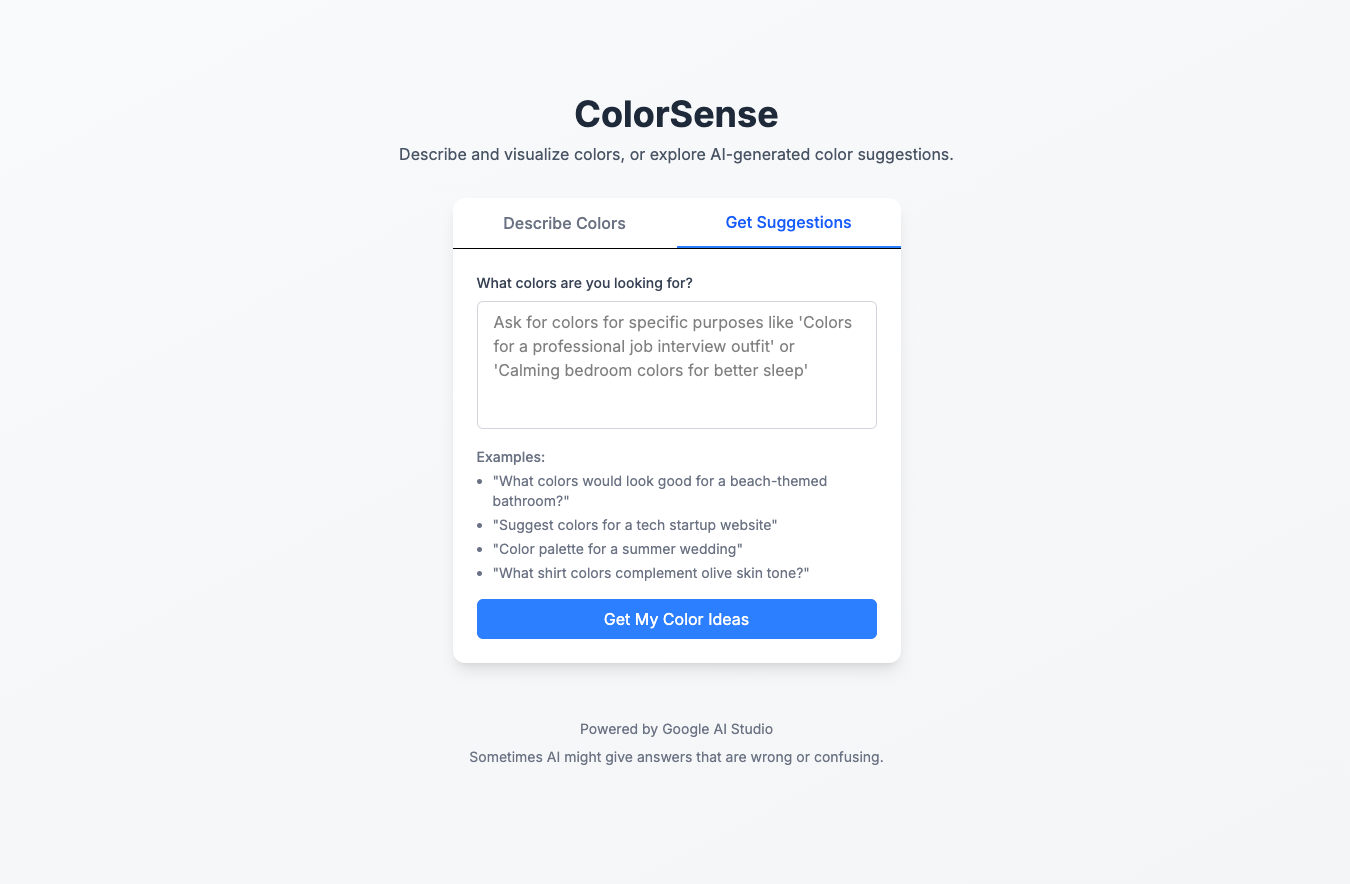 ColorSense
Describe and visualize colors, or explore AI-generated color suggestions.
Describe Colors
Get Suggestions
What colors are you looking for?
Ask for colors for specific purposes like 'Colors
for a professional job interview outfit' or
'Calming bedroom colors for better sleep'
Examples:
"What colors would look good for a beach-themed
bathroom?"
"Suggest colors for a tech startup website"
"Color palette for a summer wedding"
"What shirt colors complement olive skin tone?"
Get My Color Ideas
Powered by Google AI Studio
Sometimes AI might give answers that are wrong or confusing.